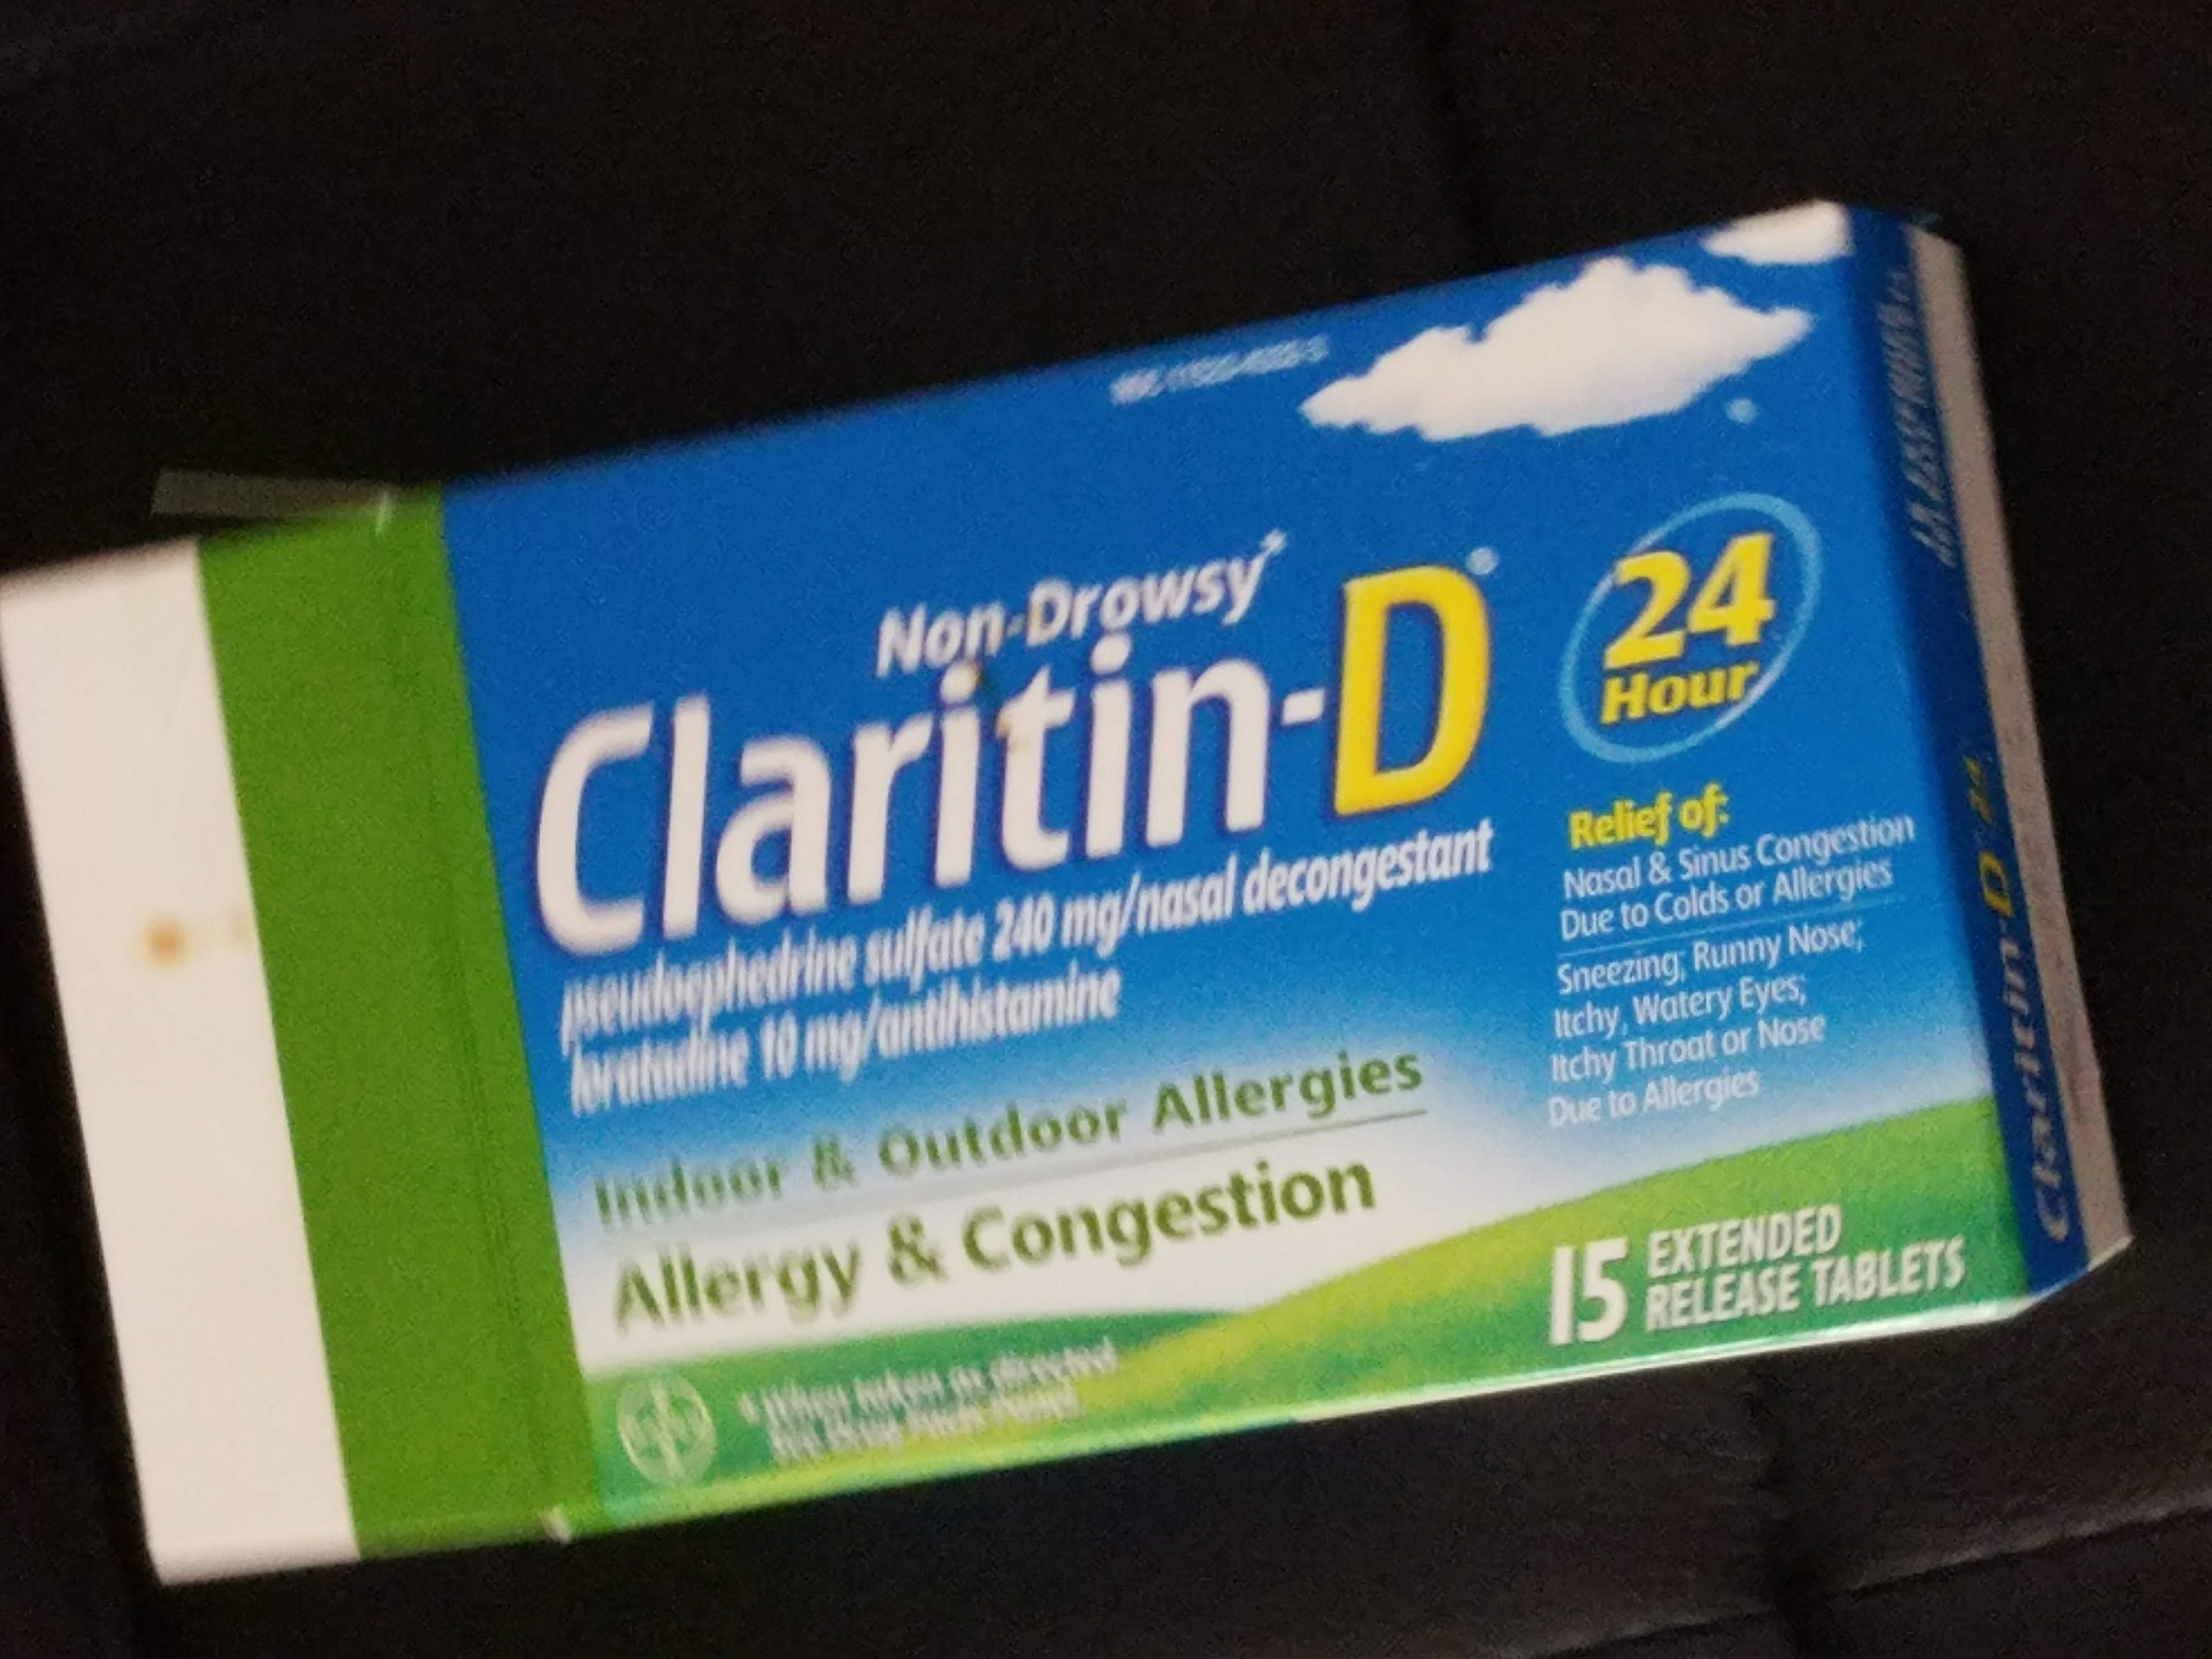 Non-Drowsy*
Claritin-D®
24
Hour
pseudoephedrine sulfate 240 mg/nasal decongestant
loratadine 10 mg/antihistamine
Indoor & Outdoor Allergies
Allergy & Congestion
Relief of:
Nasal & Sinus Congestion
Due to Colds or Allergies
Sneezing; Runny Nose;
Itchy, Watery Eyes;
Itchy Throat or Nose
Due to Allergies
15 EXTENDED
RELEASE TABLETS
Claritin-D 24